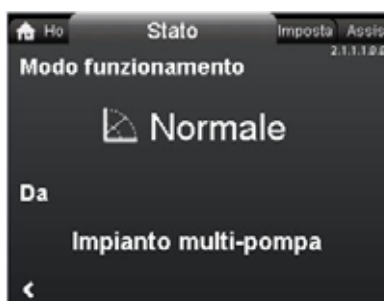 Ho Stato Imposta Assis
2.1.1.1.0.0
Modo funzionamento
Normale
Da
Impianto multi-pompa